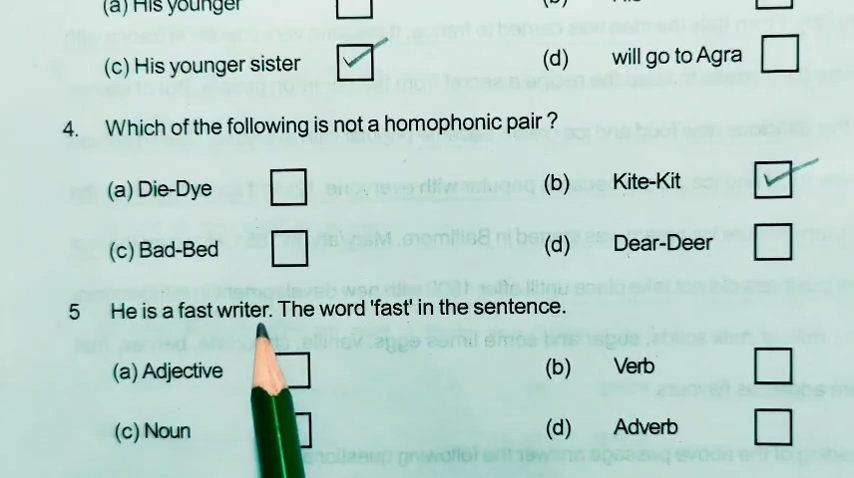 (a) His younger
(c) His younger sister (d) will go to Agra
4. Which of the following is not a homophonic pair ?
(a) Die-Dye (b) Kite-Kit
(c) Bad-Bed (d) Dear-Deer
5 He is a fast writer. The word 'fast' in the sentence.
(a) Adjective (b) Verb
(c) Noun (d) Adverb